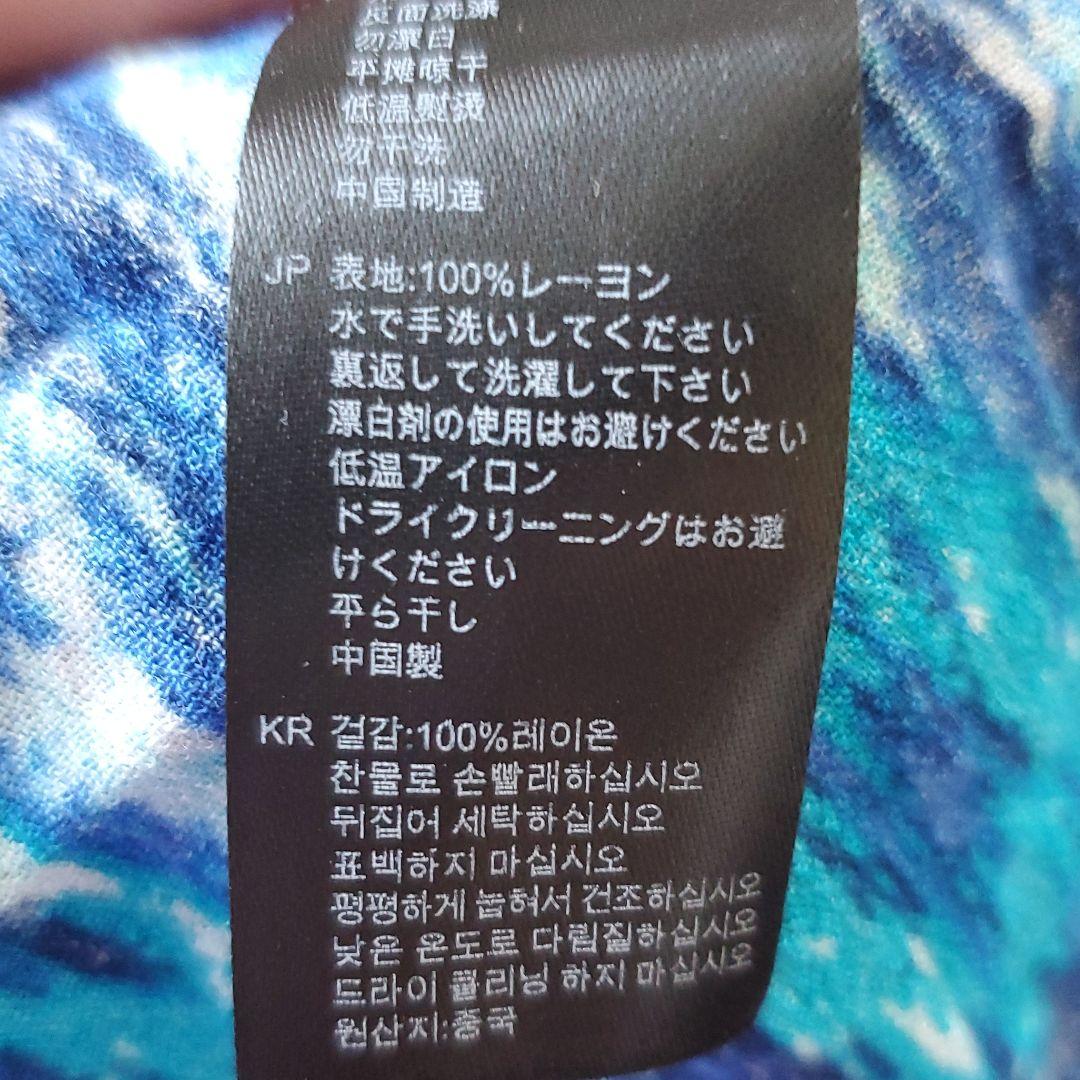 反面洗涤
勿漂白
平摊晾干
低温熨烫
勿干洗
中国制造
JP 表地:100%レーヨン
水で手洗いしてください
裏返して洗濯して下さい
漂白剤の使用はお避けください
低温アイロン
ドライクリーニングはお避
けください
平ら干し
中国製
KR 겉감:100%레이온
찬물로 손빨래하십시오
뒤집어 세탁하십시오
표백하지 마십시오
평평하게 눕혀서 건조하십시오
낮은 온도로 다림질하십시오
드라이 클리닝 하지 마십시오
원산지:중국